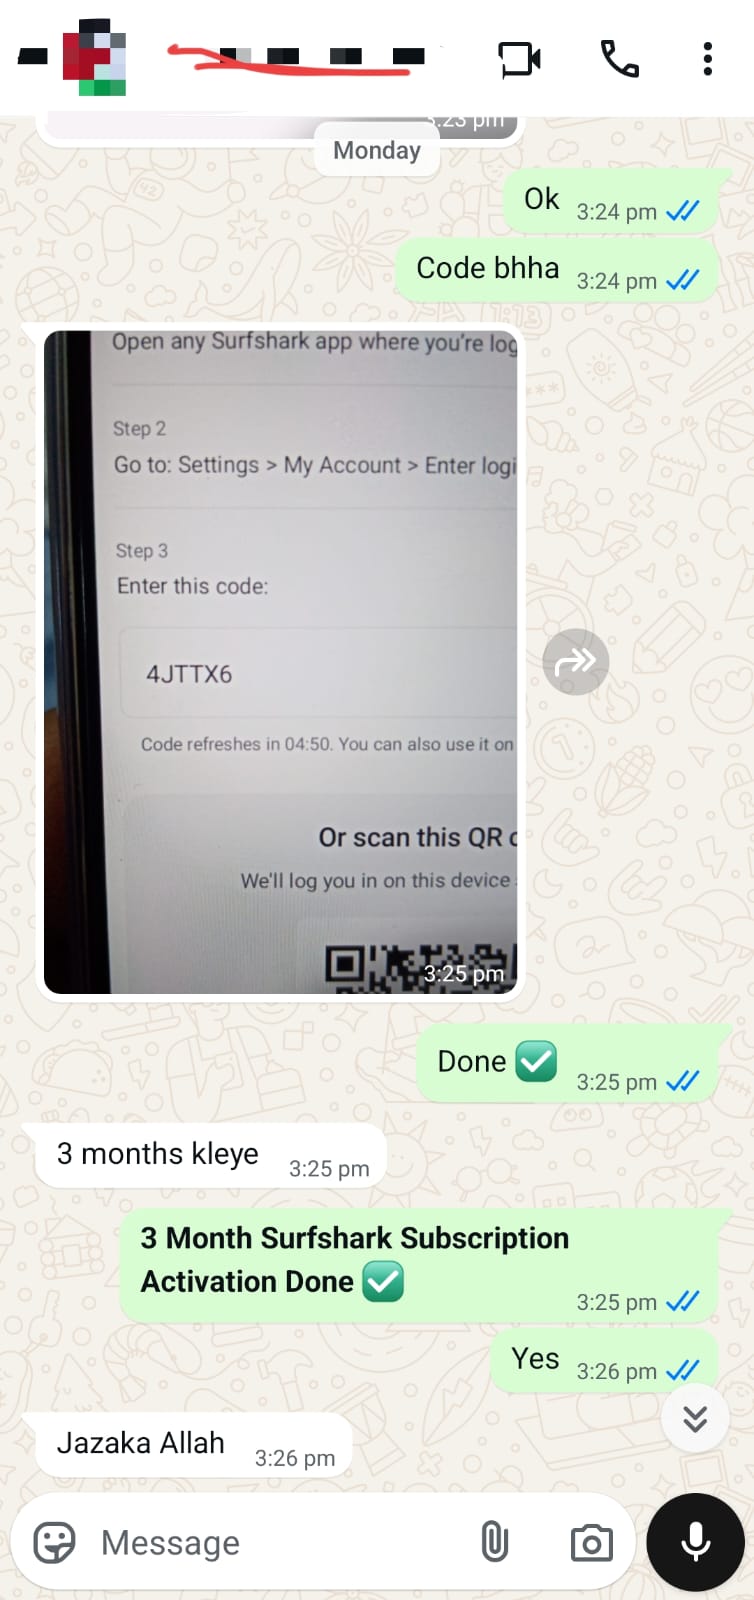 3:23 pm
Monday
Ok 3:24 pm
Code bhha 3:24 pm
Open any Surfshark app where you're log
Step 2
Go to: Settings > My Account > Enter logi
Step 3
Enter this code:
4JTTX6
Code refreshes in 04:50. You can also use it on
Or scan this QR c
We'll log you in on this device
3:25 pm
Done ✅ 3:25 pm
3 months kleye 3:25 pm
3 Month Surfshark Subscription
Activation Done ✅
3:25 pm
Yes 3:26 pm
Jazaka Allah 3:26 pm
Message